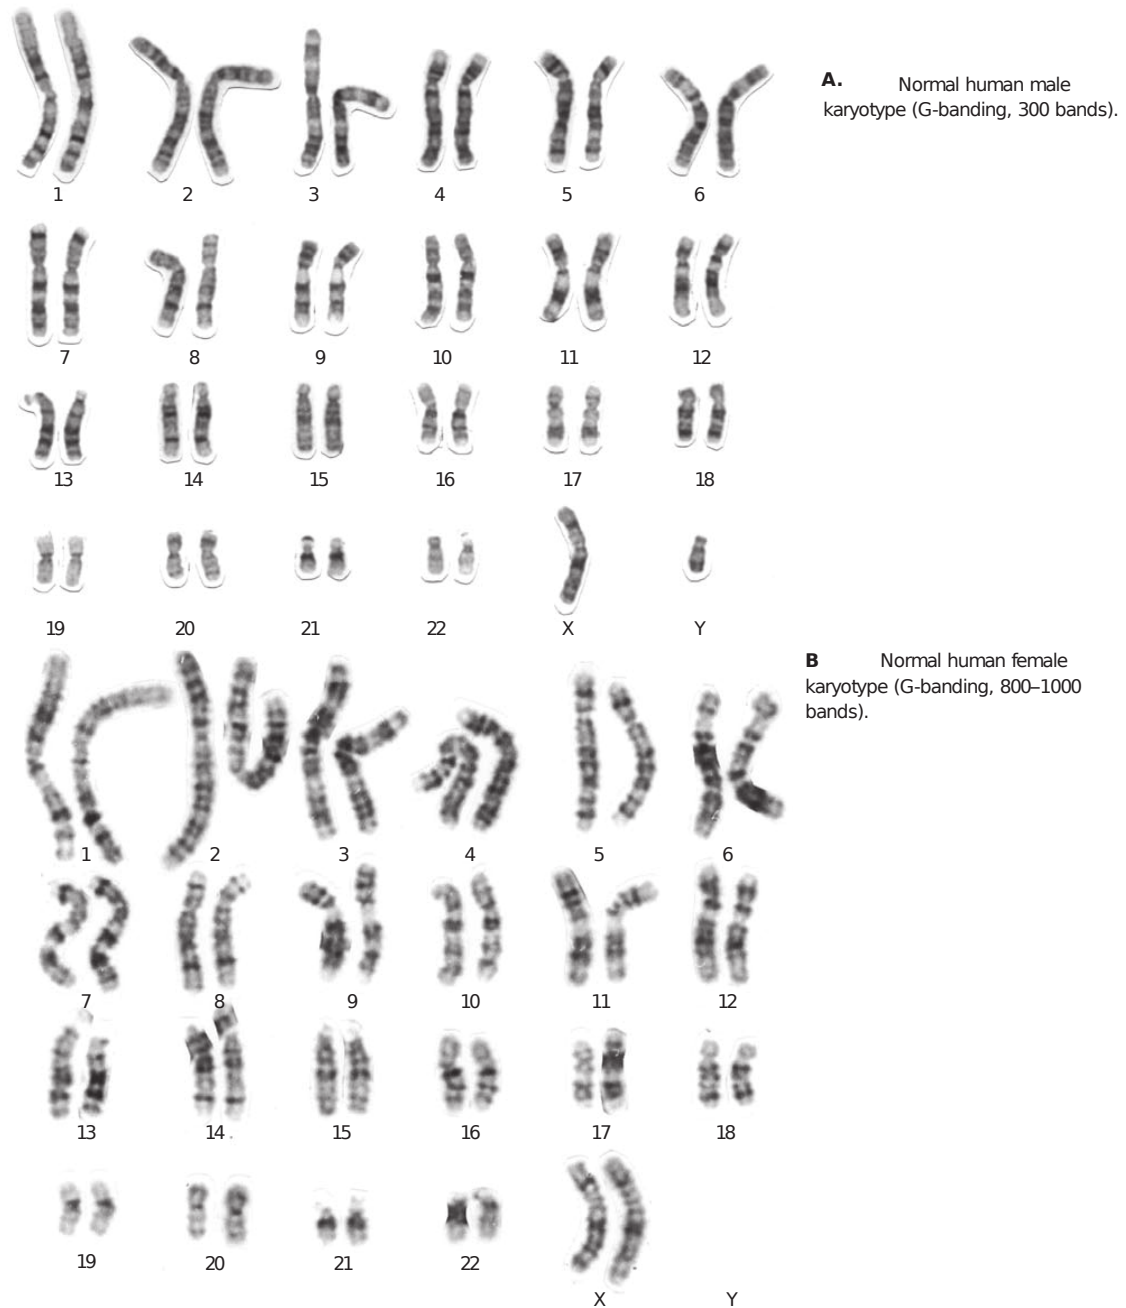 A. Normal human male
karyotype (G-banding, 300 bands).
1 2 3 4 5 6
7 8 9 10 11 12
13 14 15 16 17 18
19 20 21 22 X Y
B Normal human female
karyotype (G-banding, 800–1000
bands).
1 2 3 4 5 6
7 8 9 10 11 12
13 14 15 16 17 18
19 20 21 22
X Y